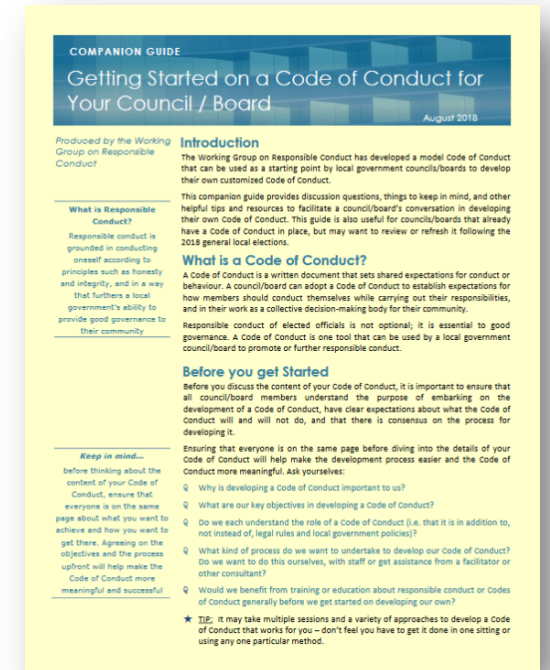 COMPANION GUIDE
Getting Started on a Code of Conduct for
Your Council / Board
August 2018
Produced by the Working
Group on Responsible
Conduct
What is Responsible
Conduct?
Responsible conduct is
grounded in conducting
oneself according to
principles such as honesty
and integrity, and in a way
that furthers a local
government's ability to
provide good governance to
their community
Keep in mind...
before thinking about the
content of your Code of
Conduct, ensure that
everyone is on the same
page about what you want to
achieve and how you want to
get there. Agreeing on the
objectives and the process
upfront will help make the
Code of Conduct more
meaningful and successful
Introduction
The Working Group on Responsible Conduct has developed a model Code of Conduct
that can be used as a starting point by local government councils/boards to develop
their own customized Code of Conduct.
This companion guide provides discussion questions, things to keep in mind, and other
helpful tips and resources to facilitate a council/board's conversation in developing
their own Code of Conduct. This guide is also useful for councils/boards that already
have a Code of Conduct in place, but may want to review or refresh it following the
2018 general local elections.
What is a Code of Conduct?
A Code of Conduct is a written document that sets shared expectations for conduct or
behaviour. A council/board can adopt a Code of Conduct to establish expectations for
how members should conduct themselves while carrying out their responsibilities,
and in their work as a collective decision-making body for their community.
Responsible conduct of elected officials is not optional; it is essential to good
governance. A Code of Conduct is one tool that can be used by a local government
council/board to promote or further responsible conduct.
Before you get Started
Before you discuss the content of your Code of Conduct, it is important to ensure that
all council/board members understand the purpose of embarking on the
development of a Code of Conduct, have clear expectations about what the Code of
Conduct will and will not do, and that there is consensus on the process for
developing it.
Ensuring that everyone is on the same page before diving into the details of your
Code of Conduct will help make the development process easier and the Code of
Conduct more meaningful. Ask yourselves:
Q Why is developing a Code of Conduct important to us?
Q What are our key objectives in developing a Code of Conduct?
Q Do we each understand the role of a Code of Conduct (i.e. that it is in addition to,
not instead of, legal rules and local government policies)?
Q What kind of process do we want to undertake to develop our Code of Conduct?
Do we want to do this ourselves, with staff or get assistance from a facilitator or
other consultant?
Q Would we benefit from training or education about responsible conduct or Codes
of Conduct generally before we get started on developing our own?
★ TIP: It may take multiple sessions and a variety of approaches to develop a Code
of Conduct that works for you – don't feel you have to get it done in one sitting or
using any one particular method.